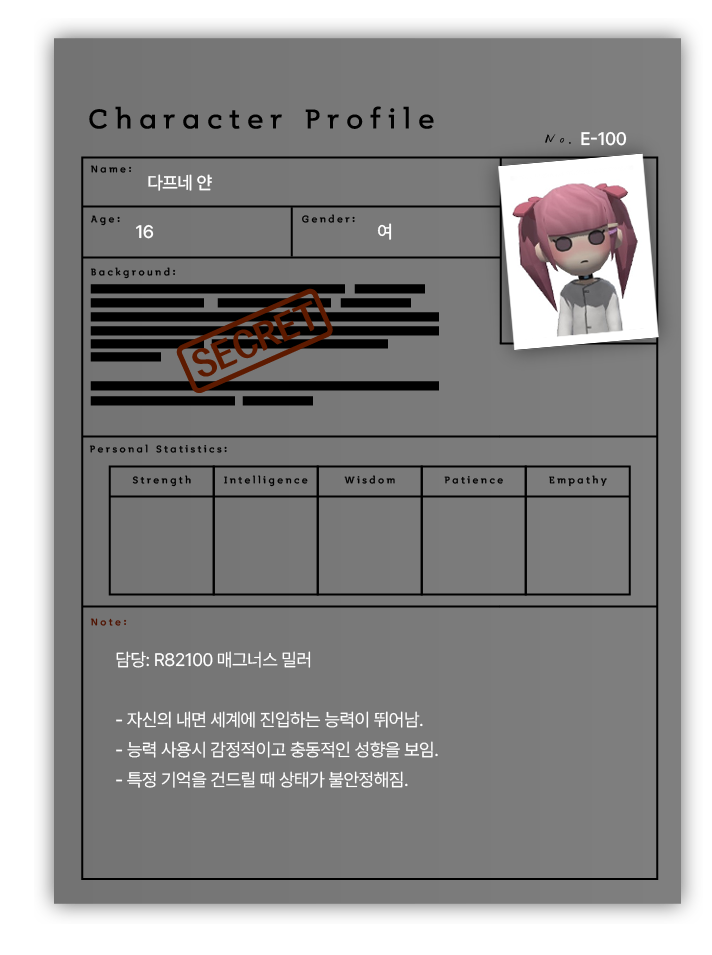 Character Profile
No. E-100
Name: 다프네 얀
Age: 16
Gender: 여
Background:
SECRET
Personal Statistics:
Strength Intelligence Wisdom Patience Empathy
Note:
담당: R82100 매그너스 밀러
- 자신의 내면 세계에 진입하는 능력이 뛰어남.
- 능력 사용시 감정적이고 충동적인 성향을 보임.
- 특정 기억을 건드릴 때 상태가 불안정해짐.